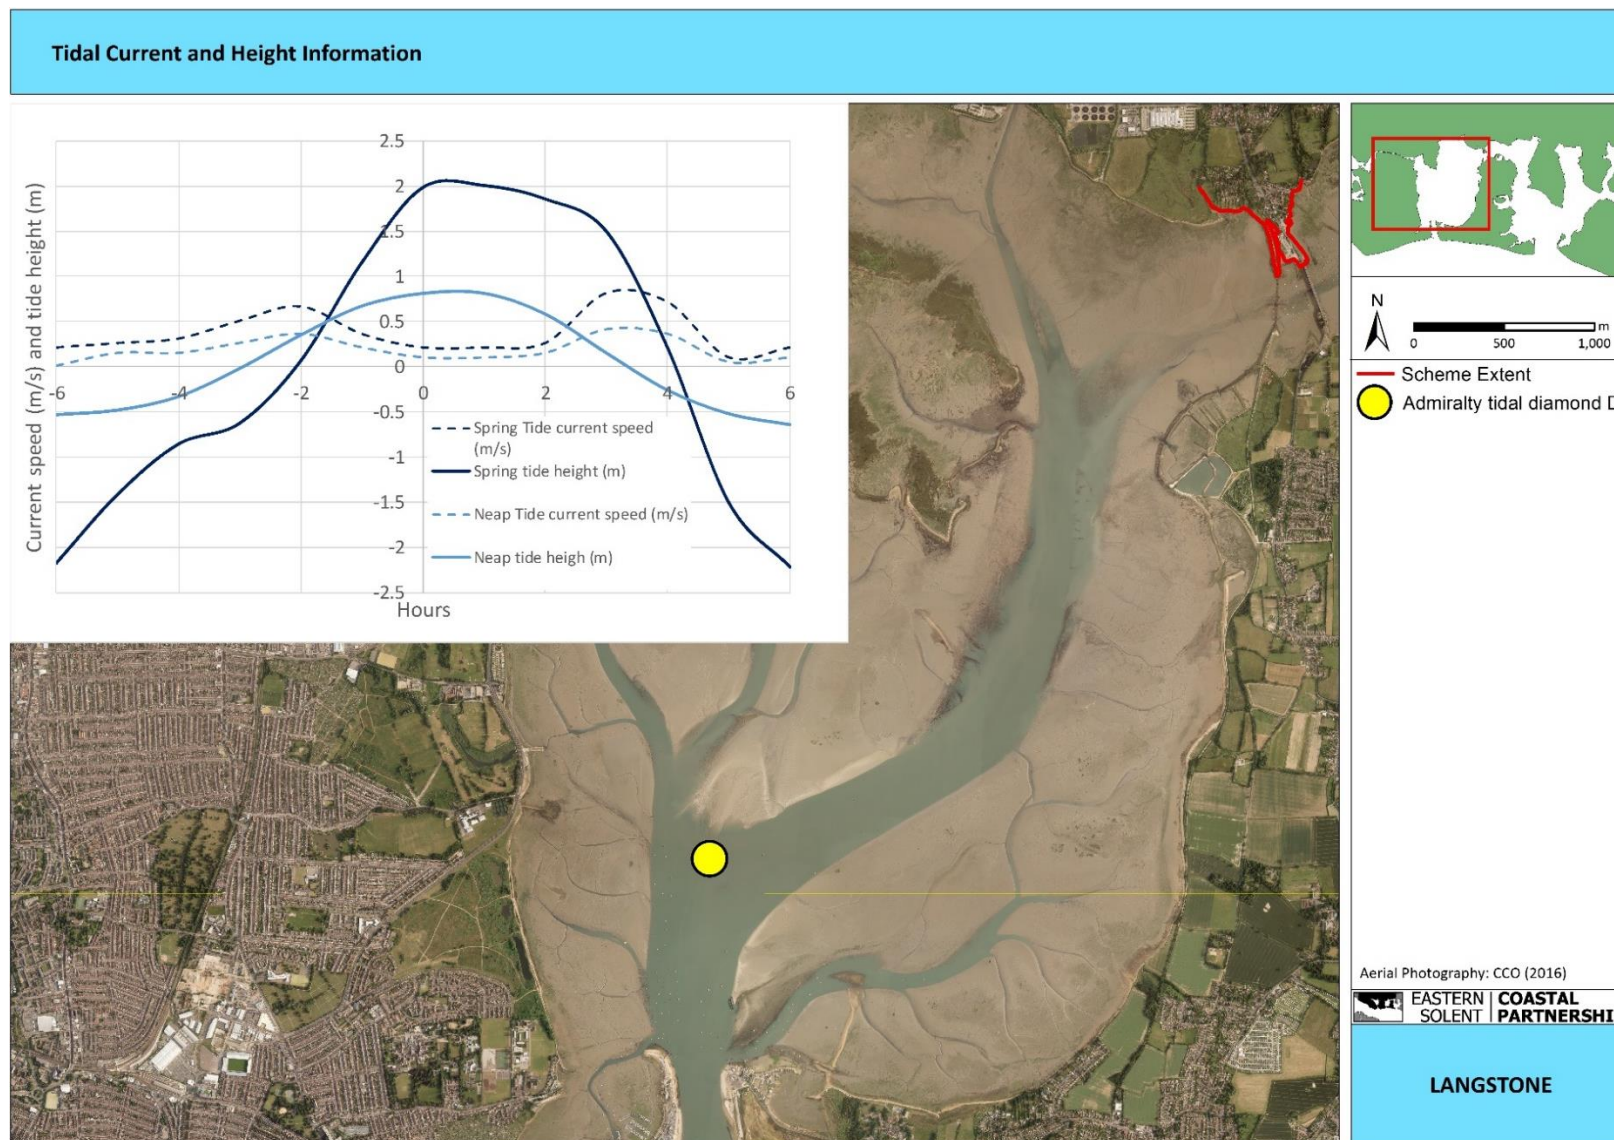 Tidal Current and Height Information
Current speed (m/s) and tide height (m)
2.5
2
1.5
1
0.5
0
-6
-4
-2
0
2
4
6
-0.5
-1
-1.5
-2
-2.5
Hours
Spring Tide current speed
(m/s)
Spring tide height (m)
Neap Tide current speed (m/s)
Neap tide heigh (m)
N
m
0 500 1,000
Scheme Extent
Admiralty tidal diamond D
Aerial Photography: CCO (2016)
EASTERN COASTAL
SOLENT PARTNERSHI
LANGSTONE